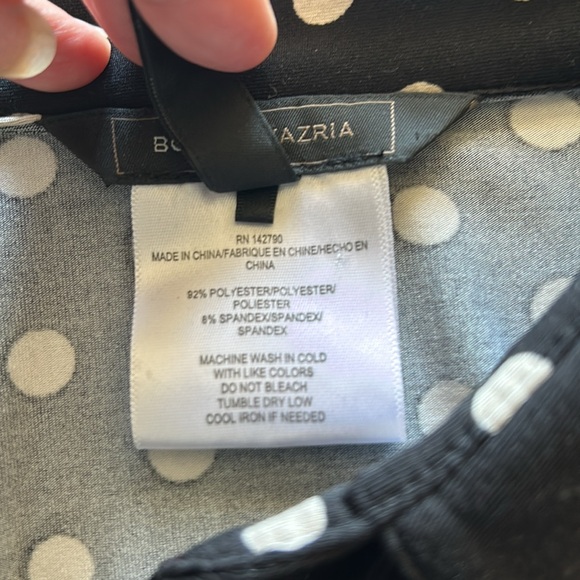 AZRIA
RN 142790
MADE IN CHINA/FABRIQUE EN CHINE/HECHO EN
CHINA
92% POLYESTER/POLYESTER/
POLIESTER
8% SPANDEX/SPANDEX/
SPANDEX
MACHINE WASH IN COLD
WITH LIKE COLORS
DO NOT BLEACH
TUMBLE DRY LOW
COOL IRON IF NEEDED